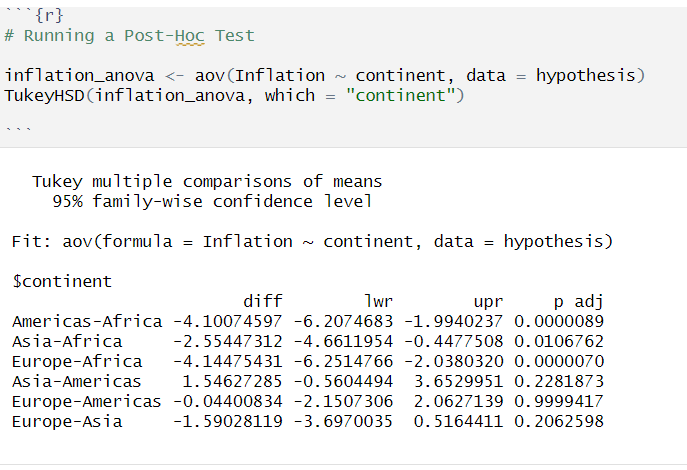 ```{r}
# Running a Post-Hoc Test
inflation_anova <- aov(Inflation ~ continent, data = hypothesis)
TukeyHSD(inflation_anova, which = "continent")
```
Tukey multiple comparisons of means
95% family-wise confidence level
Fit: aov(formula = Inflation ~ continent, data = hypothesis)
$continent
diff lwr upr p adj
Americas-Africa -4.10074597 -6.2074683 -1.9940237 0.0000089
Asia-Africa -2.55447312 -4.6611954 -0.4477508 0.0106762
Europe-Africa -4.14475431 -6.2514766 -2.0380320 0.0000070
Asia-Americas 1.54627285 -0.5604494 3.6529951 0.2281873
Europe-Americas -0.04400834 -2.1507306 2.0627139 0.9999417
Europe-Asia -1.59028119 -3.6970035 0.5164411 0.2062598